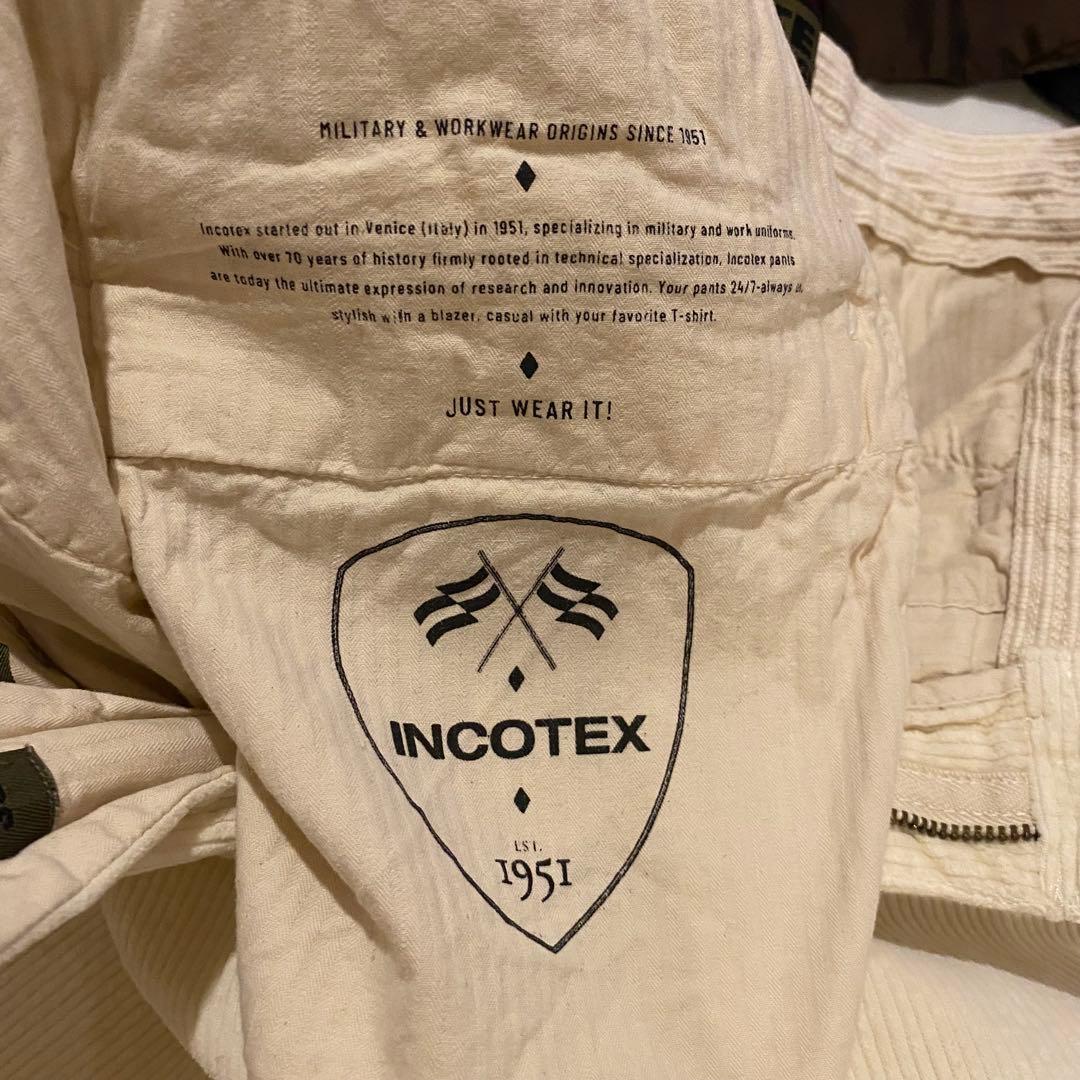 MILITARY & WORKWEAR ORIGINS SINCE 1951
Incotex started out in Venice (Italy) in 1951, specializing in military and work uniforms.
With over 70 years of history firmly rooted in technical specialization, Incotex pants
are today the ultimate expression of research and innovation. Your pants 24/7-always
stylish with a blazer, casual with your favorite T-shirt.
JUST WEAR IT!
INCOTEX
EST.
1951